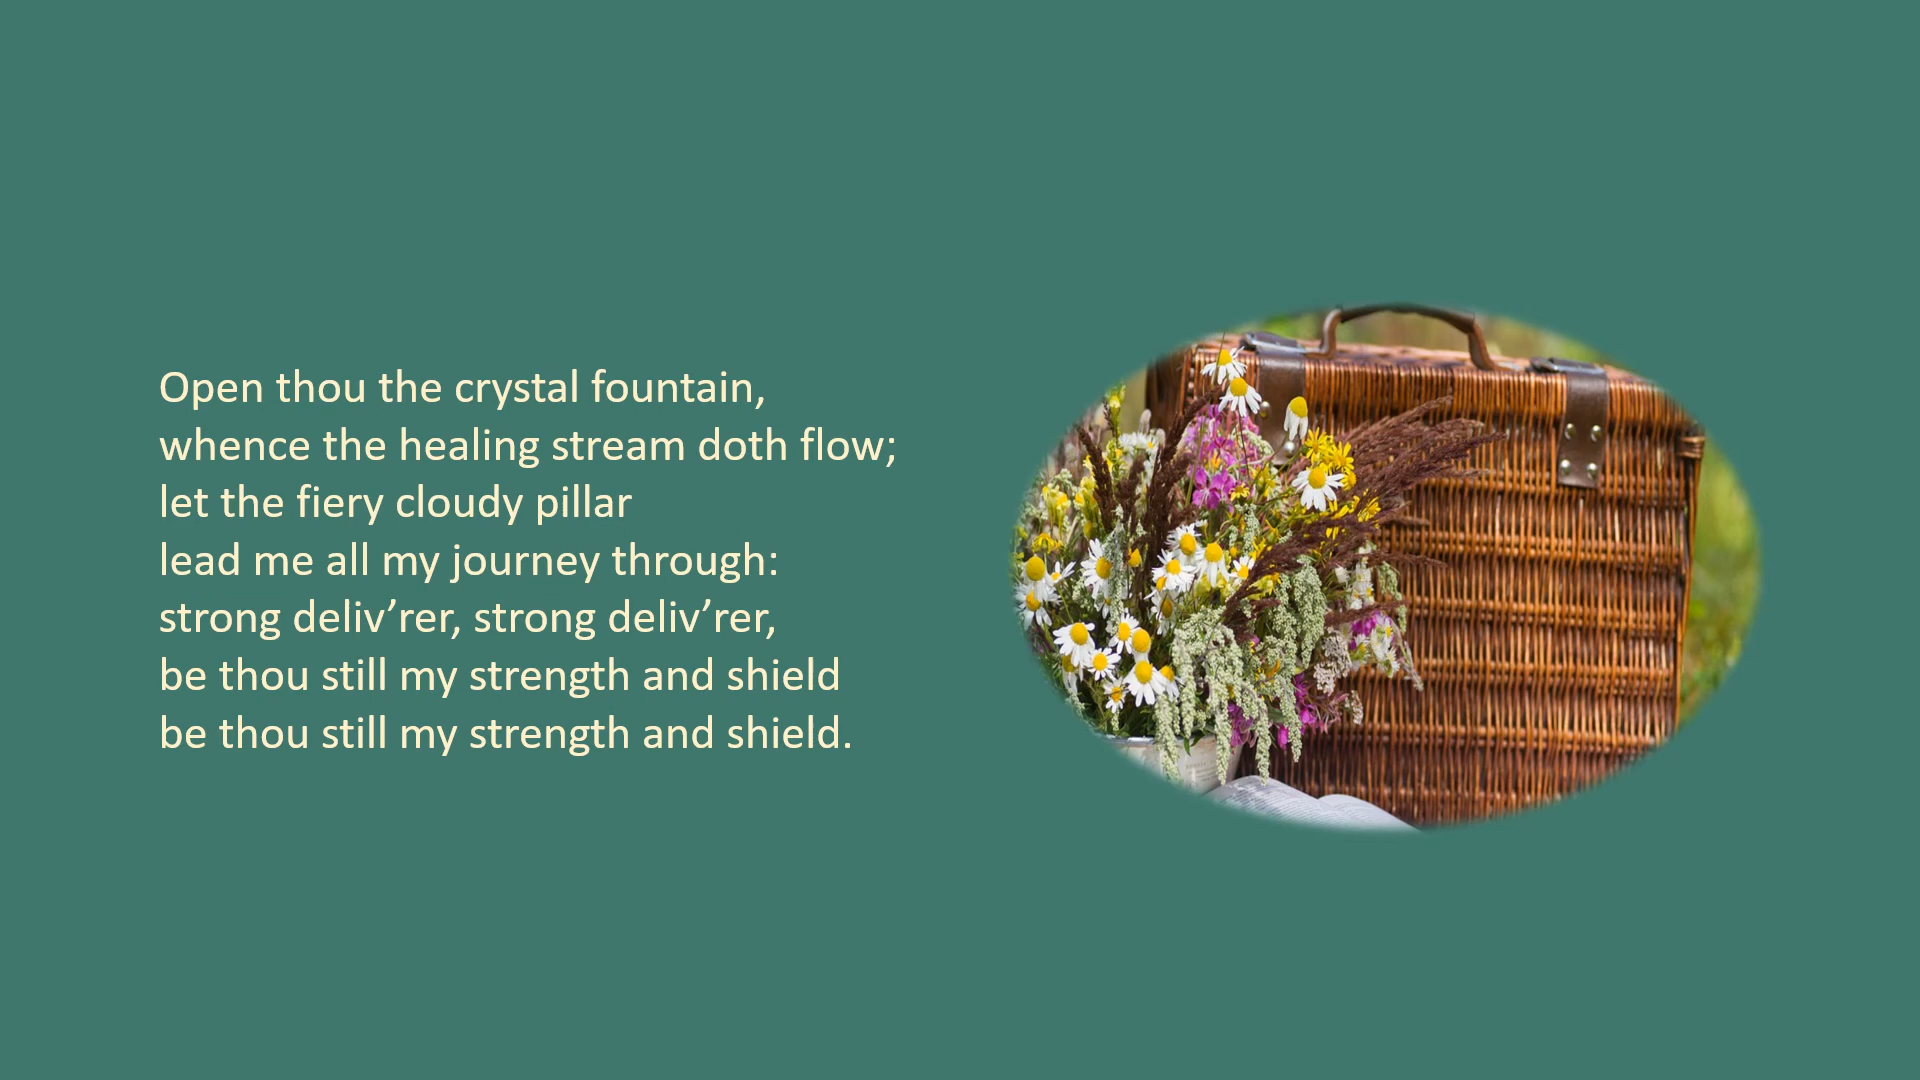 Open thou the crystal fountain,
whence the healing stream doth flow;
let the fiery cloudy pillar
lead me all my journey through:
strong deliv’rer, strong deliv’rer,
be thou still my strength and shield
be thou still my strength and shield.